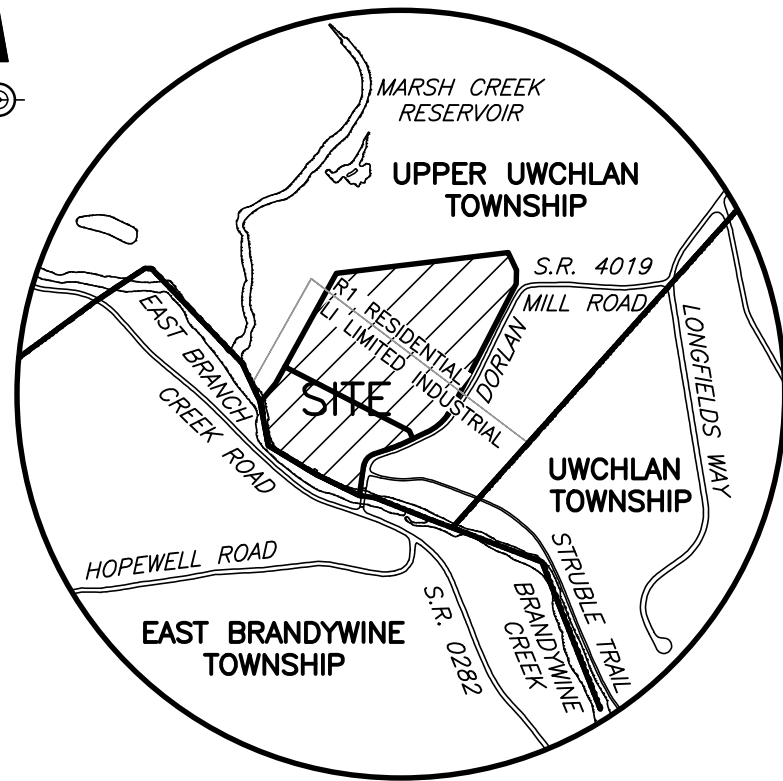 MARSH CREEK
RESERVOIR
UPPER UWCHLAN
TOWNSHIP
S.R. 4019
MILL ROAD
DORLAN
R1 RESIDENTIAL
LI LIMITED INDUSTRIAL
SITE
EAST BRANCH
CREEK ROAD
LONGFIELDS WAY
UWCHLAN
TOWNSHIP
HOPEWELL ROAD
STRUBLE TRAIL
BRANDYWINE
CREEK
S.R. 0282
EAST BRANDYWINE
TOWNSHIP